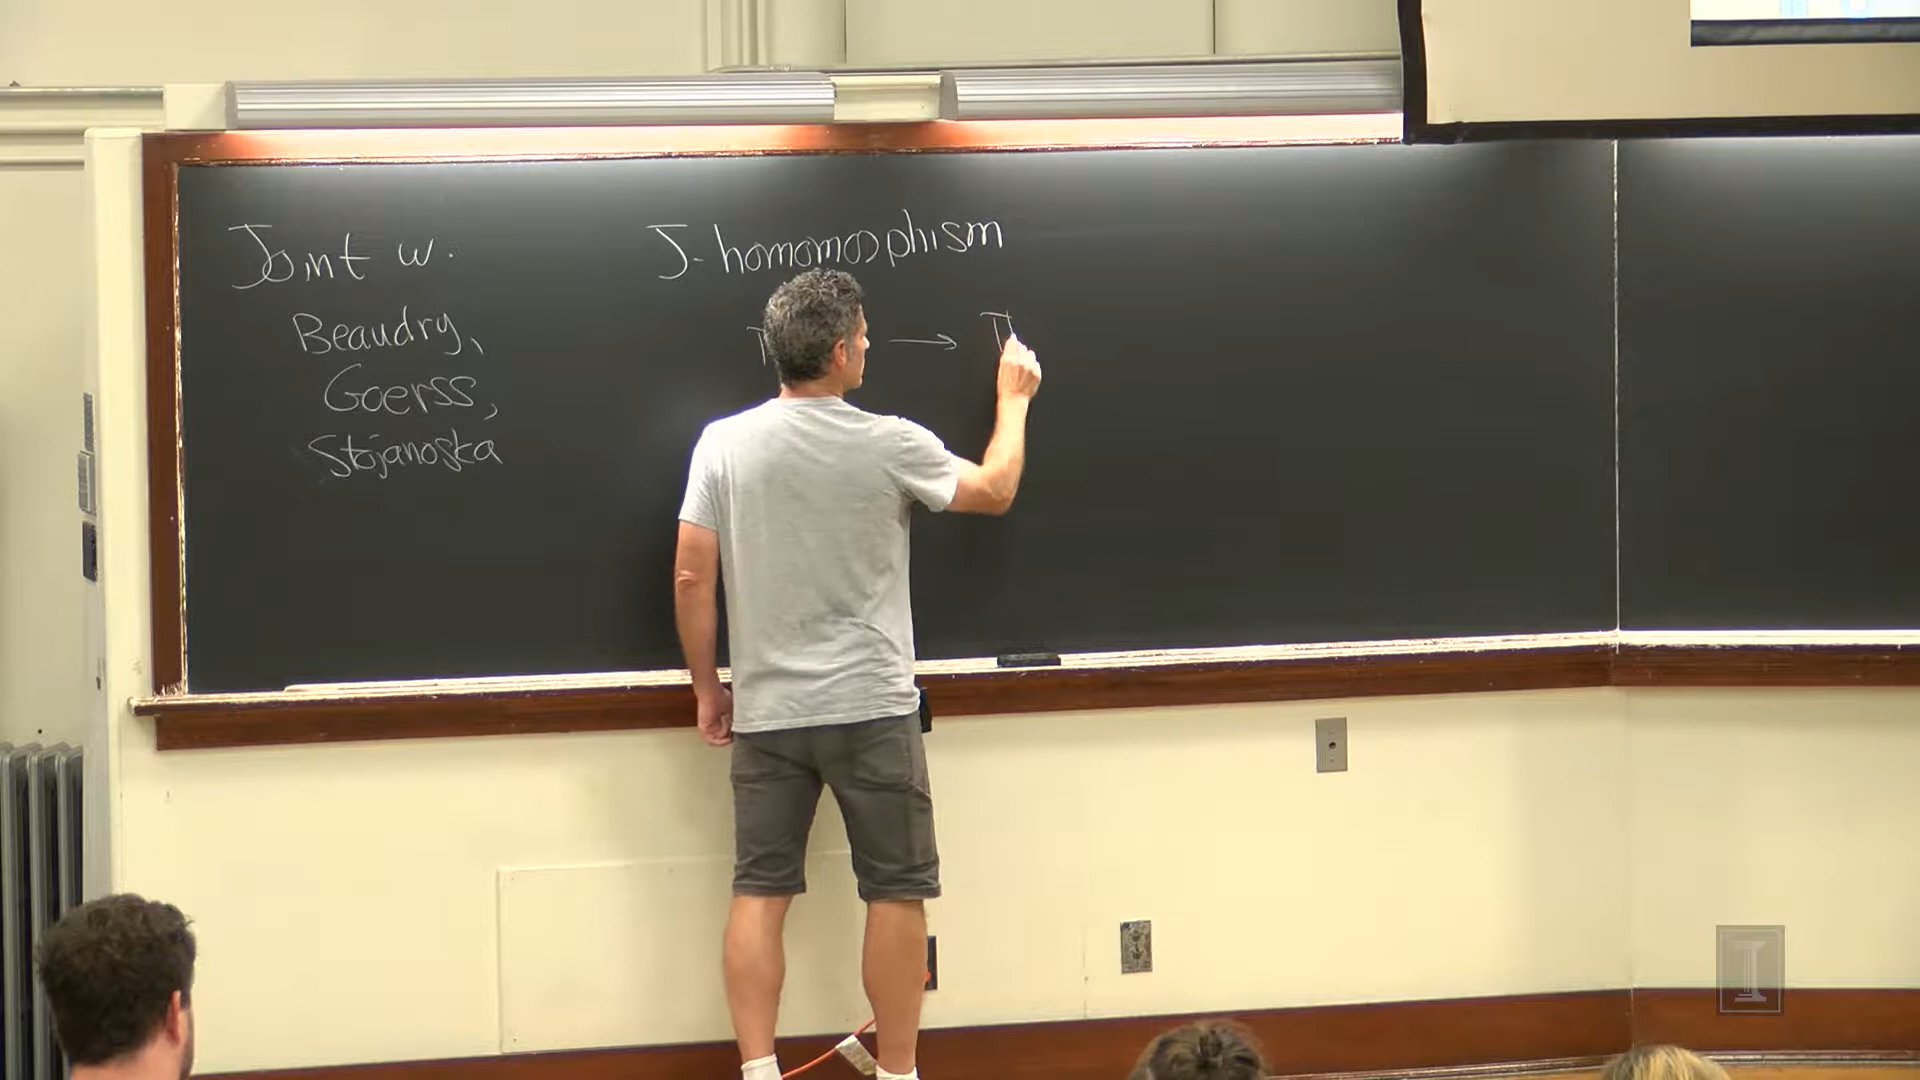 Joint w.
Beaudry,
Goerss,
Stojanoska
J-homomorphism
π → π
I